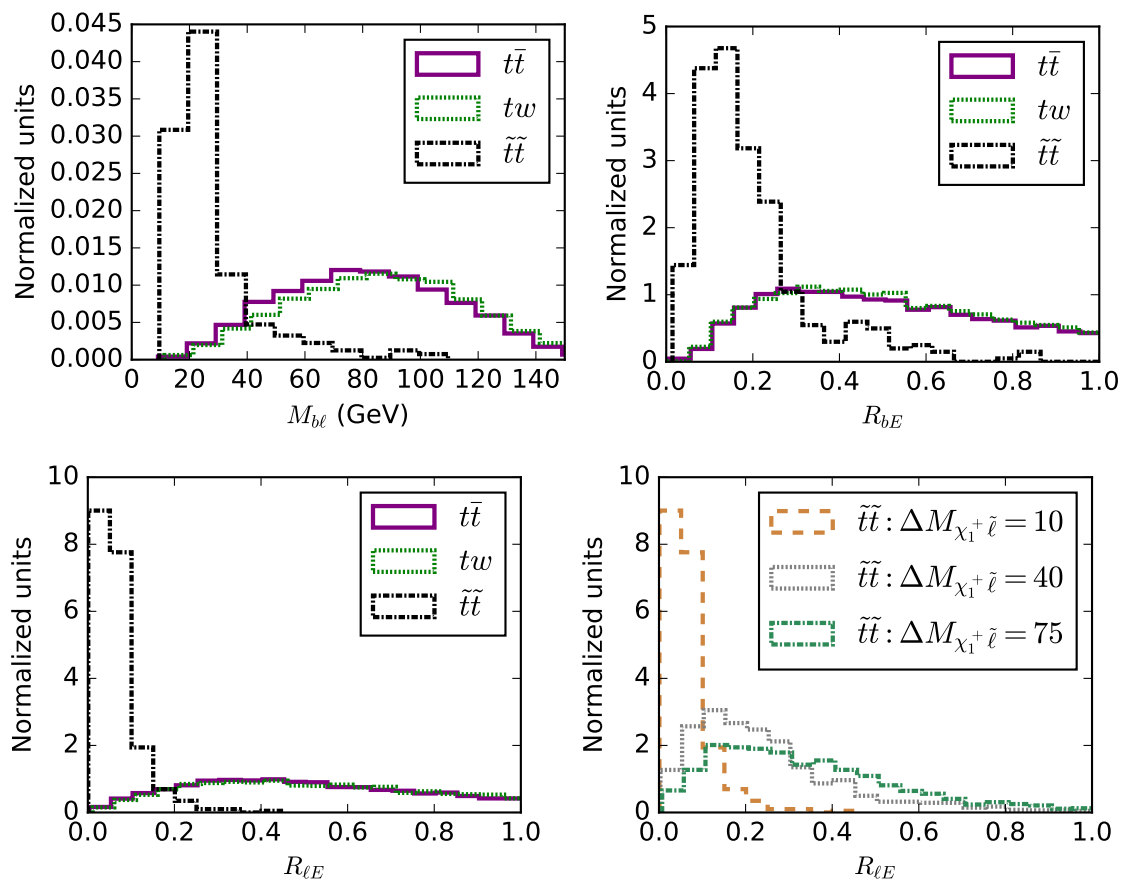 0.045
0.040
0.035
0.030
0.025
0.020
0.015
0.010
0.005
0.000
Normalized units
0 20 40 60 80 100 120 140
M_{bℓ} (GeV)
tt̄
tw
t̃t̃
5
4
3
2
1
0
Normalized units
0.0 0.2 0.4 0.6 0.8 1.0
R_{bE}
tt̄
tw
t̃t̃
10
8
6
4
2
0
Normalized units
0.0 0.2 0.4 0.6 0.8 1.0
R_{ℓE}
tt̄
tw
t̃t̃
10
8
6
4
2
0
Normalized units
0.0 0.2 0.4 0.6 0.8 1.0
R_{ℓE}
t̃t̃ : ΔM_{χ₁⁺ ℓ̃} = 10
t̃t̃ : ΔM_{χ₁⁺ ℓ̃} = 40
t̃t̃ : ΔM_{χ₁⁺ ℓ̃} = 75